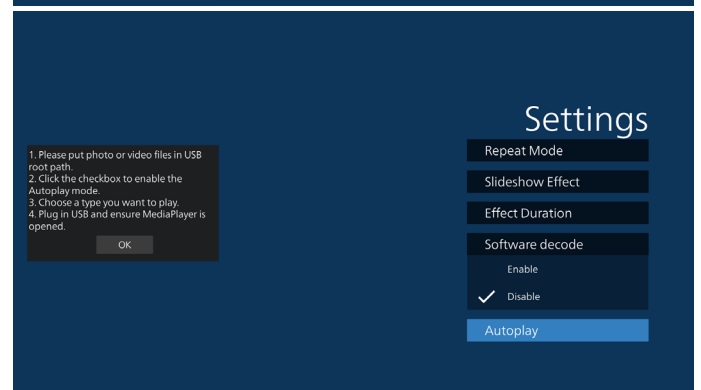 Settings
1. Please put photo or video files in USB
root path.
2. Click the checkbox to enable the
Autoplay mode.
3. Choose a type you want to play.
4. Plug in USB and ensure MediaPlayer is
opened.
OK
Repeat Mode
Slideshow Effect
Effect Duration
Software decode
Enable
Disable
Autoplay